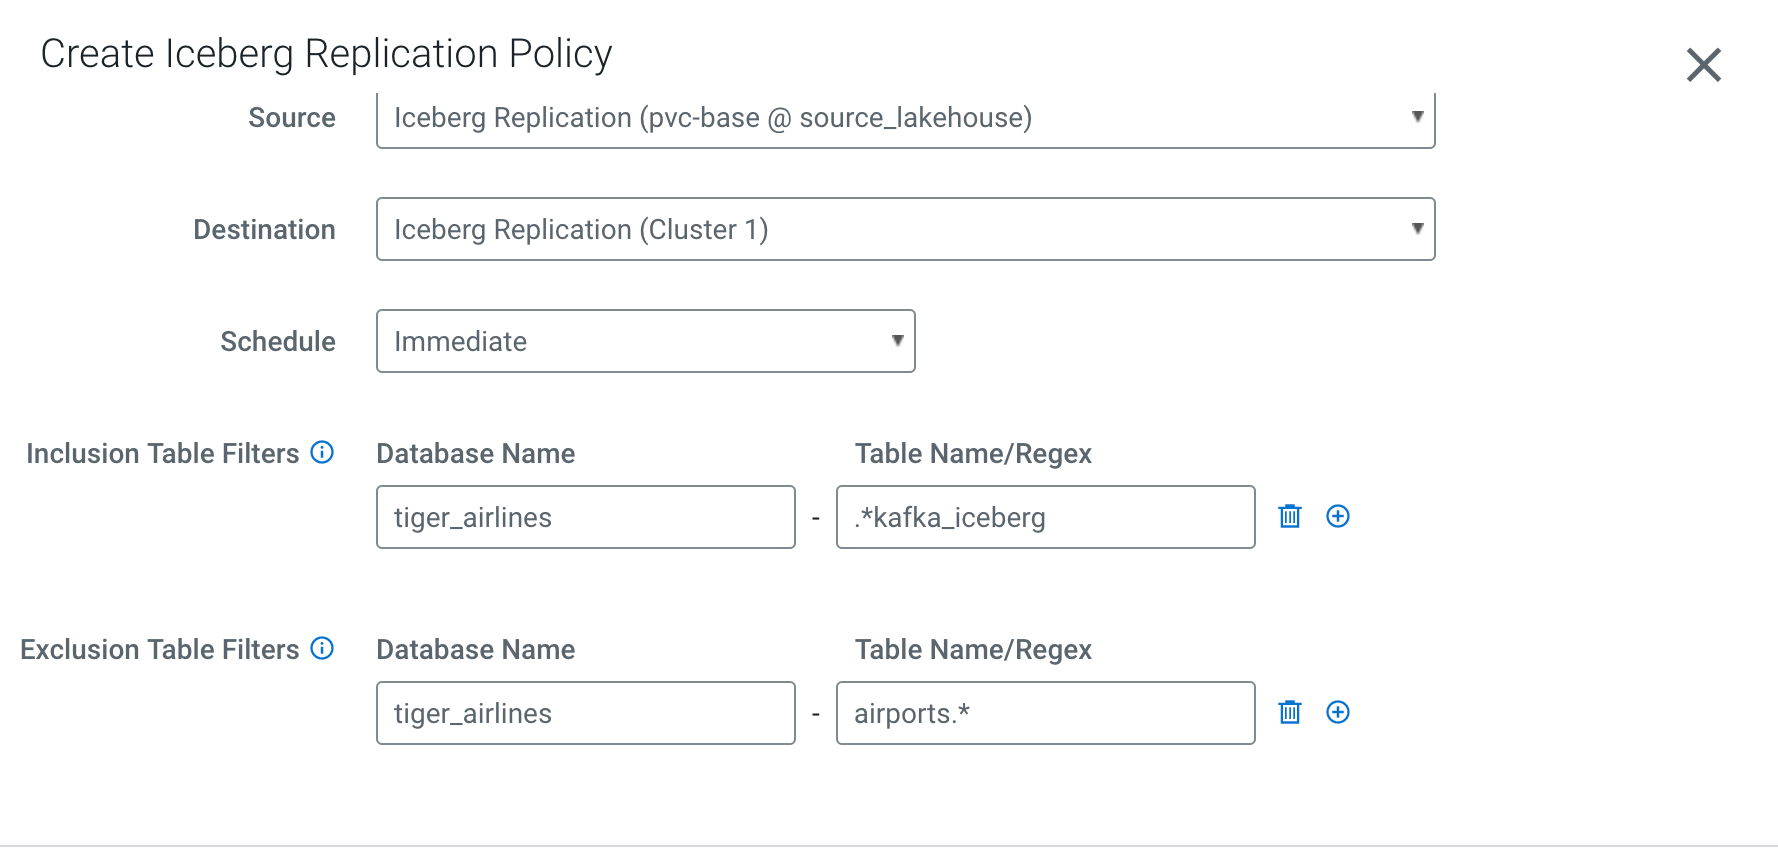 Create Iceberg Replication Policy
Source Iceberg Replication (pvc-base @ source_lakehouse)
Destination Iceberg Replication (Cluster 1)
Schedule Immediate
Inclusion Table Filters Database Name Table Name/Regex
tiger_airlines - .*kafka_iceberg
Exclusion Table Filters Database Name Table Name/Regex
tiger_airlines - airports.*